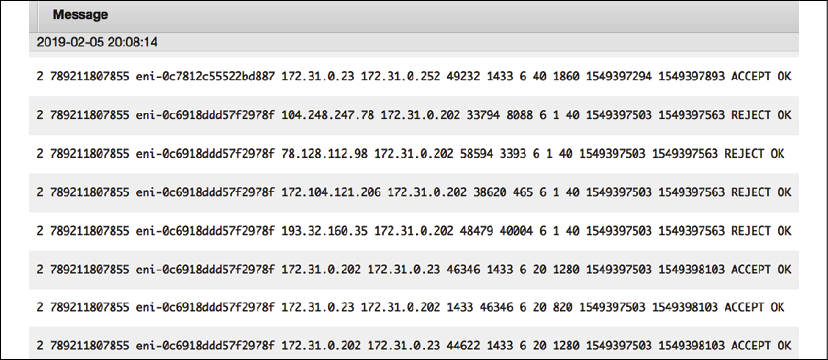 Message
2019-02-05 20:08:14
2 789211807855 eni-0c7812c55522bd887 172.31.0.23 172.31.0.252 49232 1433 6 40 1860 1549397294 1549397893 ACCEPT OK
2 789211807855 eni-0c6918ddd57f2978f 104.248.247.78 172.31.0.202 33794 8088 6 1 40 1549397503 1549397563 REJECT OK
2 789211807855 eni-0c6918ddd57f2978f 78.128.112.98 172.31.0.202 58594 3393 6 1 40 1549397503 1549397563 REJECT OK
2 789211807855 eni-0c6918ddd57f2978f 172.104.121.206 172.31.0.202 38620 465 6 1 40 1549397503 1549397563 REJECT OK
2 789211807855 eni-0c6918ddd57f2978f 193.32.160.35 172.31.0.202 48479 40004 6 1 40 1549397503 1549397563 REJECT OK
2 789211807855 eni-0c6918ddd57f2978f 172.31.0.202 172.31.0.23 46346 1433 6 20 1280 1549397503 1549398103 ACCEPT OK
2 789211807855 eni-0c6918ddd57f2978f 172.31.0.23 172.31.0.202 1433 46346 6 20 820 1549397503 1549398103 ACCEPT OK
2 789211807855 eni-0c6918ddd57f2978f 172.31.0.202 172.31.0.23 44622 1433 6 20 1280 1549397503 1549398103 ACCEPT OK